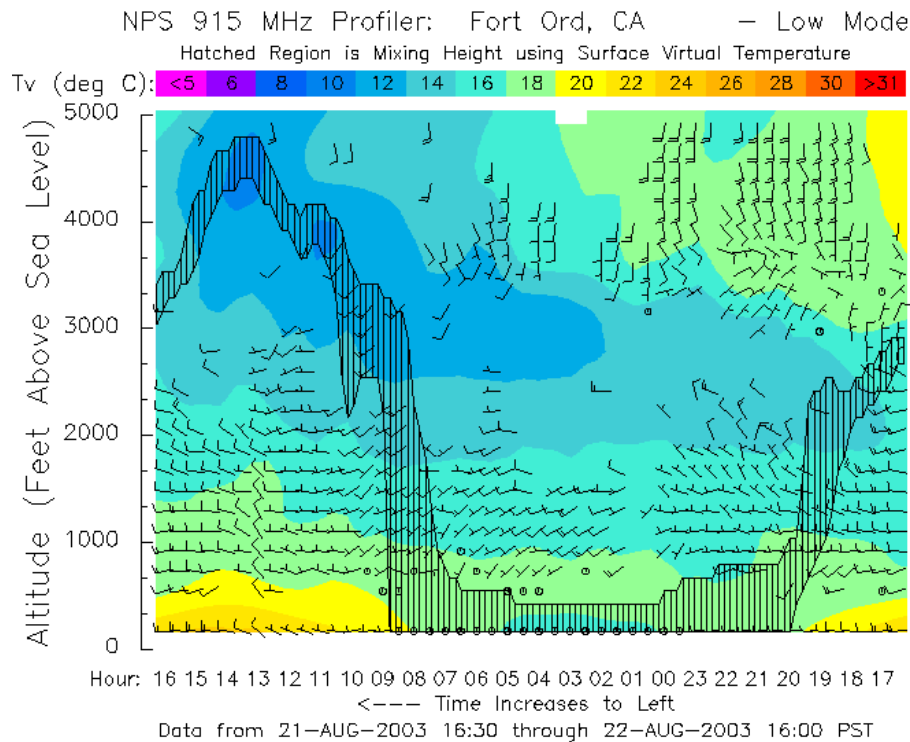 NPS 915 MHz Profiler: Fort Ord, CA — Low Mode
Hatched Region is Mixing Height using Surface Virtual Temperature
Tv (deg C): <5 6 8 10 12 14 16 18 20 22 24 26 28 30 >31
Altitude (Feet Above Sea Level)
5000
4000
3000
2000
1000
0
Hour: 16 15 14 13 12 11 10 09 08 07 06 05 04 03 02 01 00 23 22 21 20 19 18 17
<--- Time Increases to Left
Data from 21-AUG-2003 16:30 through 22-AUG-2003 16:00 PST